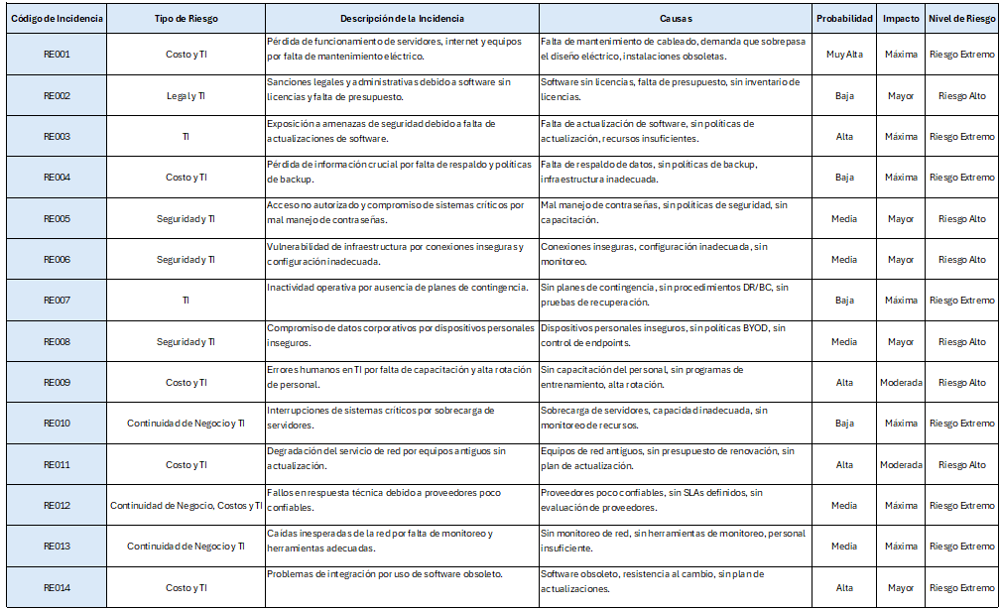 Código de Incidencia Tipo de Riesgo Descripción de la Incidencia Causas Probabilidad Impacto Nivel de Riesgo
RE001 Costo y TI Pérdida de funcionamiento de servidores, internet y equipos por falta de mantenimiento eléctrico. Falta de mantenimiento de cableado, demanda que sobrepasa el diseño eléctrico, instalaciones obsoletas. Muy Alta Máxima Riesgo Extremo
RE002 Legal y TI Sanciones legales y administrativas debido a software sin licencias y falta de presupuesto. Software sin licencias, falta de presupuesto, sin inventario de licencias. Baja Mayor Riesgo Alto
RE003 TI Exposición a amenazas de seguridad debido a falta de actualizaciones de software. Falta de actualización de software, sin políticas de actualización, recursos insuficientes. Alta Máxima Riesgo Extremo
RE004 Costo y TI Pérdida de información crucial por falta de respaldo y políticas de backup. Falta de respaldo de datos, sin políticas de backup, infraestructura inadecuada. Baja Máxima Riesgo Extremo
RE005 Seguridad y TI Acceso no autorizado y compromiso de sistemas críticos por mal manejo de contraseñas. Mal manejo de contraseñas, sin políticas de seguridad, sin capacitación. Media Mayor Riesgo Alto
RE006 Seguridad y TI Vulnerabilidad de infraestructura por conexiones inseguras y configuración inadecuada. Conexiones inseguras, configuración inadecuada, sin monitoreo. Media Mayor Riesgo Alto
RE007 TI Inactividad operativa por ausencia de planes de contingencia. Sin planes de contingencia, sin procedimientos DR/BC, sin pruebas de recuperación. Baja Máxima Riesgo Extremo
RE008 Seguridad y TI Compromiso de datos corporativos por dispositivos personales inseguros. Dispositivos personales inseguros, sin políticas BYOD, sin control de endpoints. Media Mayor Riesgo Alto
RE009 Costo y TI Errores humanos en TI por falta de capacitación y alta rotación de personal. Sin capacitación del personal, sin programas de entrenamiento, alta rotación. Alta Moderada Riesgo Alto
RE010 Continuidad de Negocio y TI Interrupciones de sistemas críticos por sobrecarga de servidores. Sobrecarga de servidores, capacidad inadecuada, sin monitoreo de recursos. Baja Máxima Riesgo Extremo
RE011 Costo y TI Degradación del servicio de red por equipos antiguos sin actualización. Equipos de red antiguos, sin presupuesto de renovación, sin plan de actualización. Alta Moderada Riesgo Alto
RE012 Continuidad de Negocio, Costos y TI Fallos en respuesta técnica debido a proveedores poco confiables. Proveedores poco confiables, sin SLAs definidos, sin evaluación de proveedores. Media Máxima Riesgo Extremo
RE013 Continuidad de Negocio y TI Caídas inesperadas de la red por falta de monitoreo y herramientas adecuadas. Sin monitoreo de red, sin herramientas de monitoreo, personal insuficiente. Media Máxima Riesgo Extremo
RE014 Costo y TI Problemas de integración por uso de software obsoleto. Software obsoleto, resistencia al cambio, sin plan de actualizaciones. Alta Mayor Riesgo Extremo